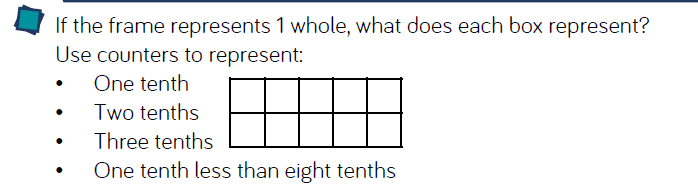 If the frame represents 1 whole, what does each box represent?
Use counters to represent:
• One tenth
• Two tenths
• Three tenths
• One tenth less than eight tenths